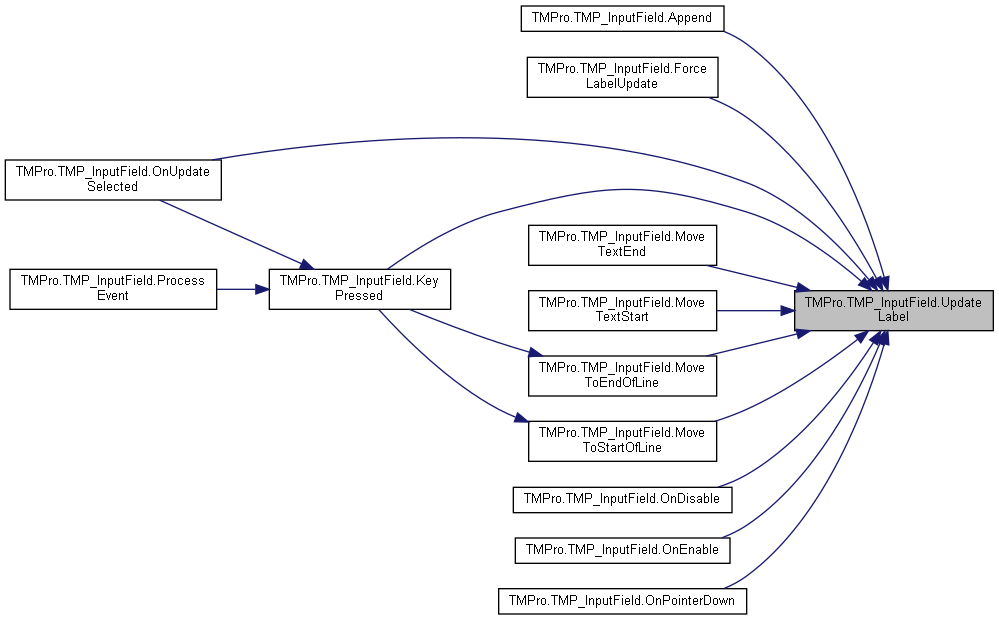 TMPro.TMP_InputField.Append
TMPro.TMP_InputField.Force
LabelUpdate
TMPro.TMP_InputField.OnUpdate
Selected
TMPro.TMP_InputField.Move
TextEnd
TMPro.TMP_InputField.Process
Event
TMPro.TMP_InputField.Key
Pressed
TMPro.TMP_InputField.Move
TextStart
TMPro.TMP_InputField.Update
Label
TMPro.TMP_InputField.Move
ToEndOfLine
TMPro.TMP_InputField.Move
ToStartOfLine
TMPro.TMP_InputField.OnDisable
TMPro.TMP_InputField.OnEnable
TMPro.TMP_InputField.OnPointerDown